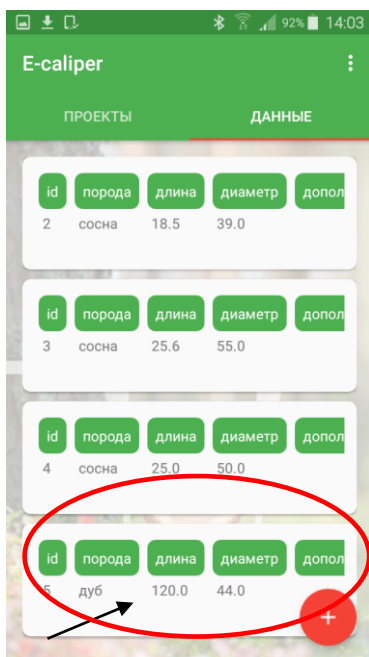 92% 14:03
E-caliper
ПРОЕКТЫ ДАННЫЕ
id порода длина диаметр допол
2 сосна 18.5 39.0
id порода длина диаметр допол
3 сосна 25.6 55.0
id порода длина диаметр допол
4 сосна 25.0 50.0
id порода длина диаметр допол
5 дуб 120.0 44.0
+